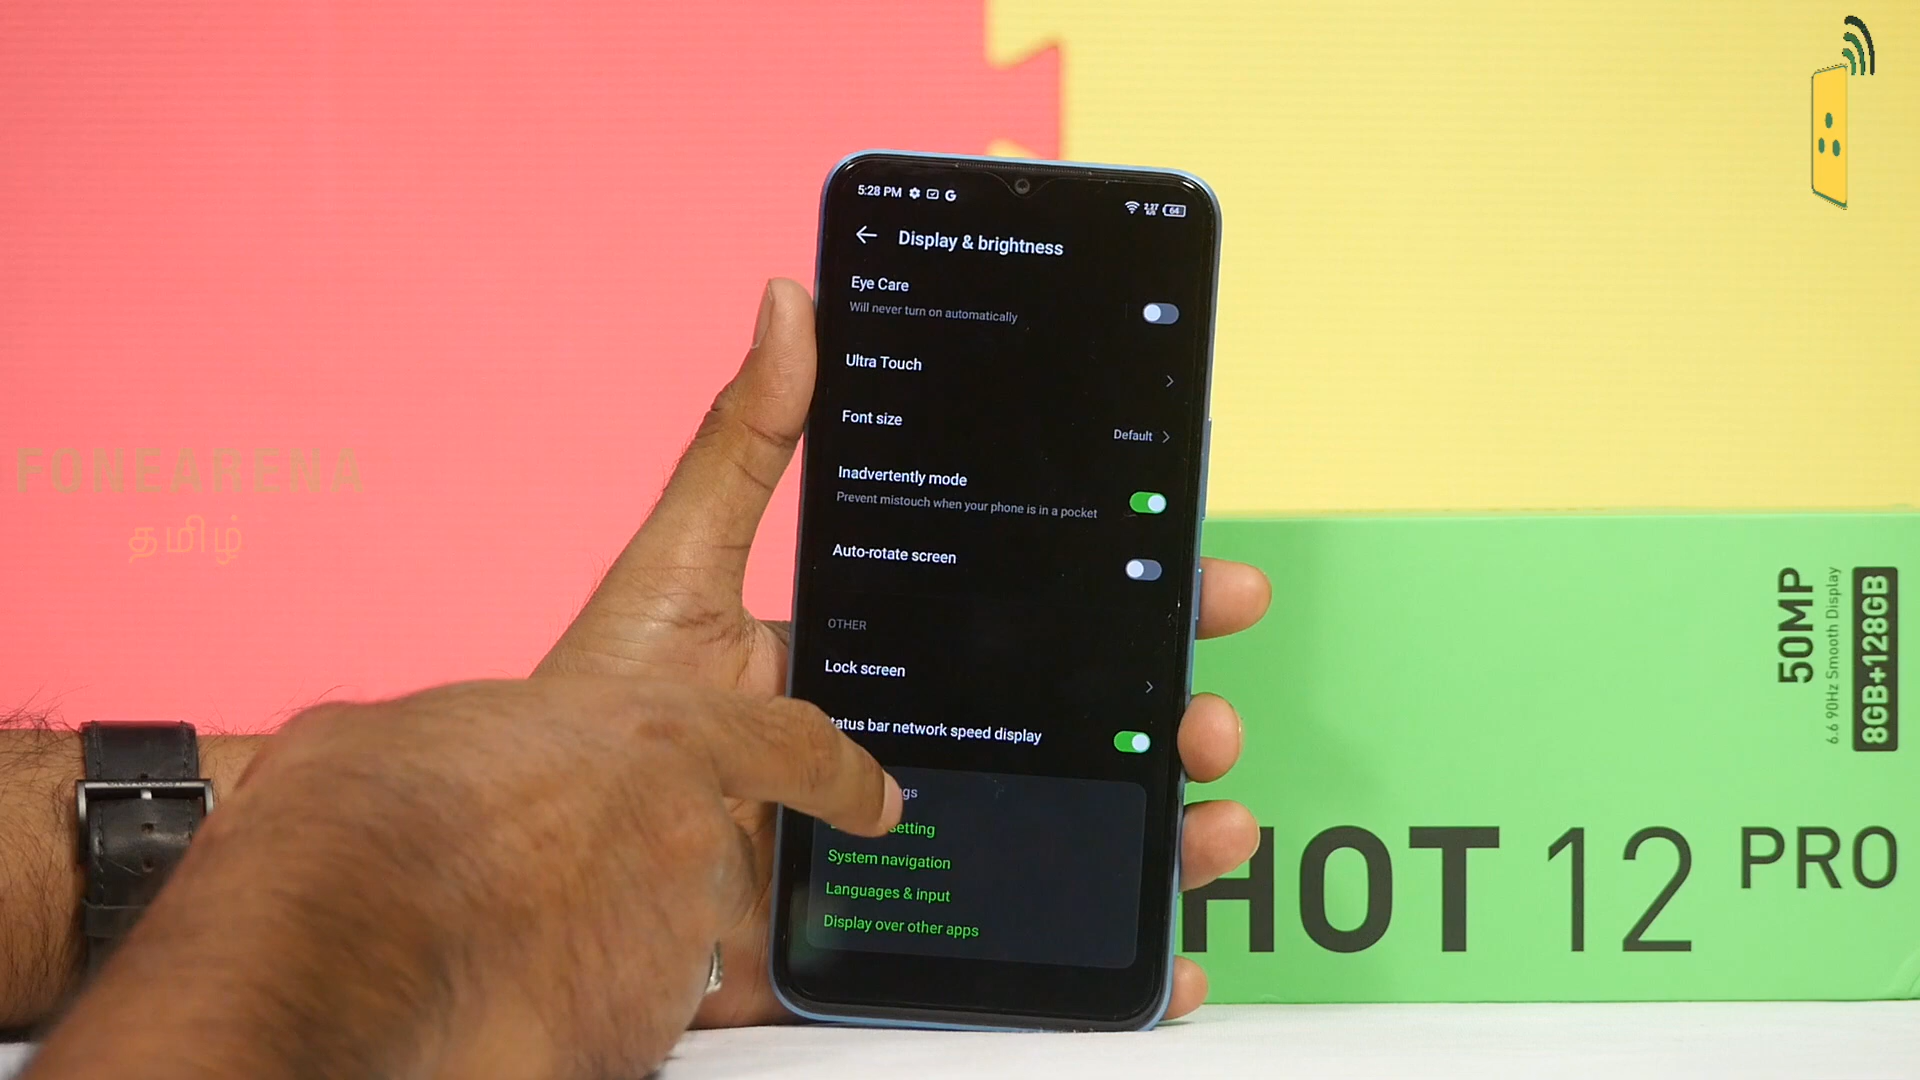 5:28 PM
64
Display & brightness
Eye Care
Will never turn on automatically
Ultra Touch
Font size
Default
Inadvertently mode
Prevent mistouch when your phone is in a pocket
Auto-rotate screen
OTHER
Lock screen
tatus bar network speed display
setting
System navigation
Languages & input
Display over other apps
FONEARENA
தமிழ்
50MP
6.6 90Hz Smooth Display
8GB+128GB
HOT 12 PRO